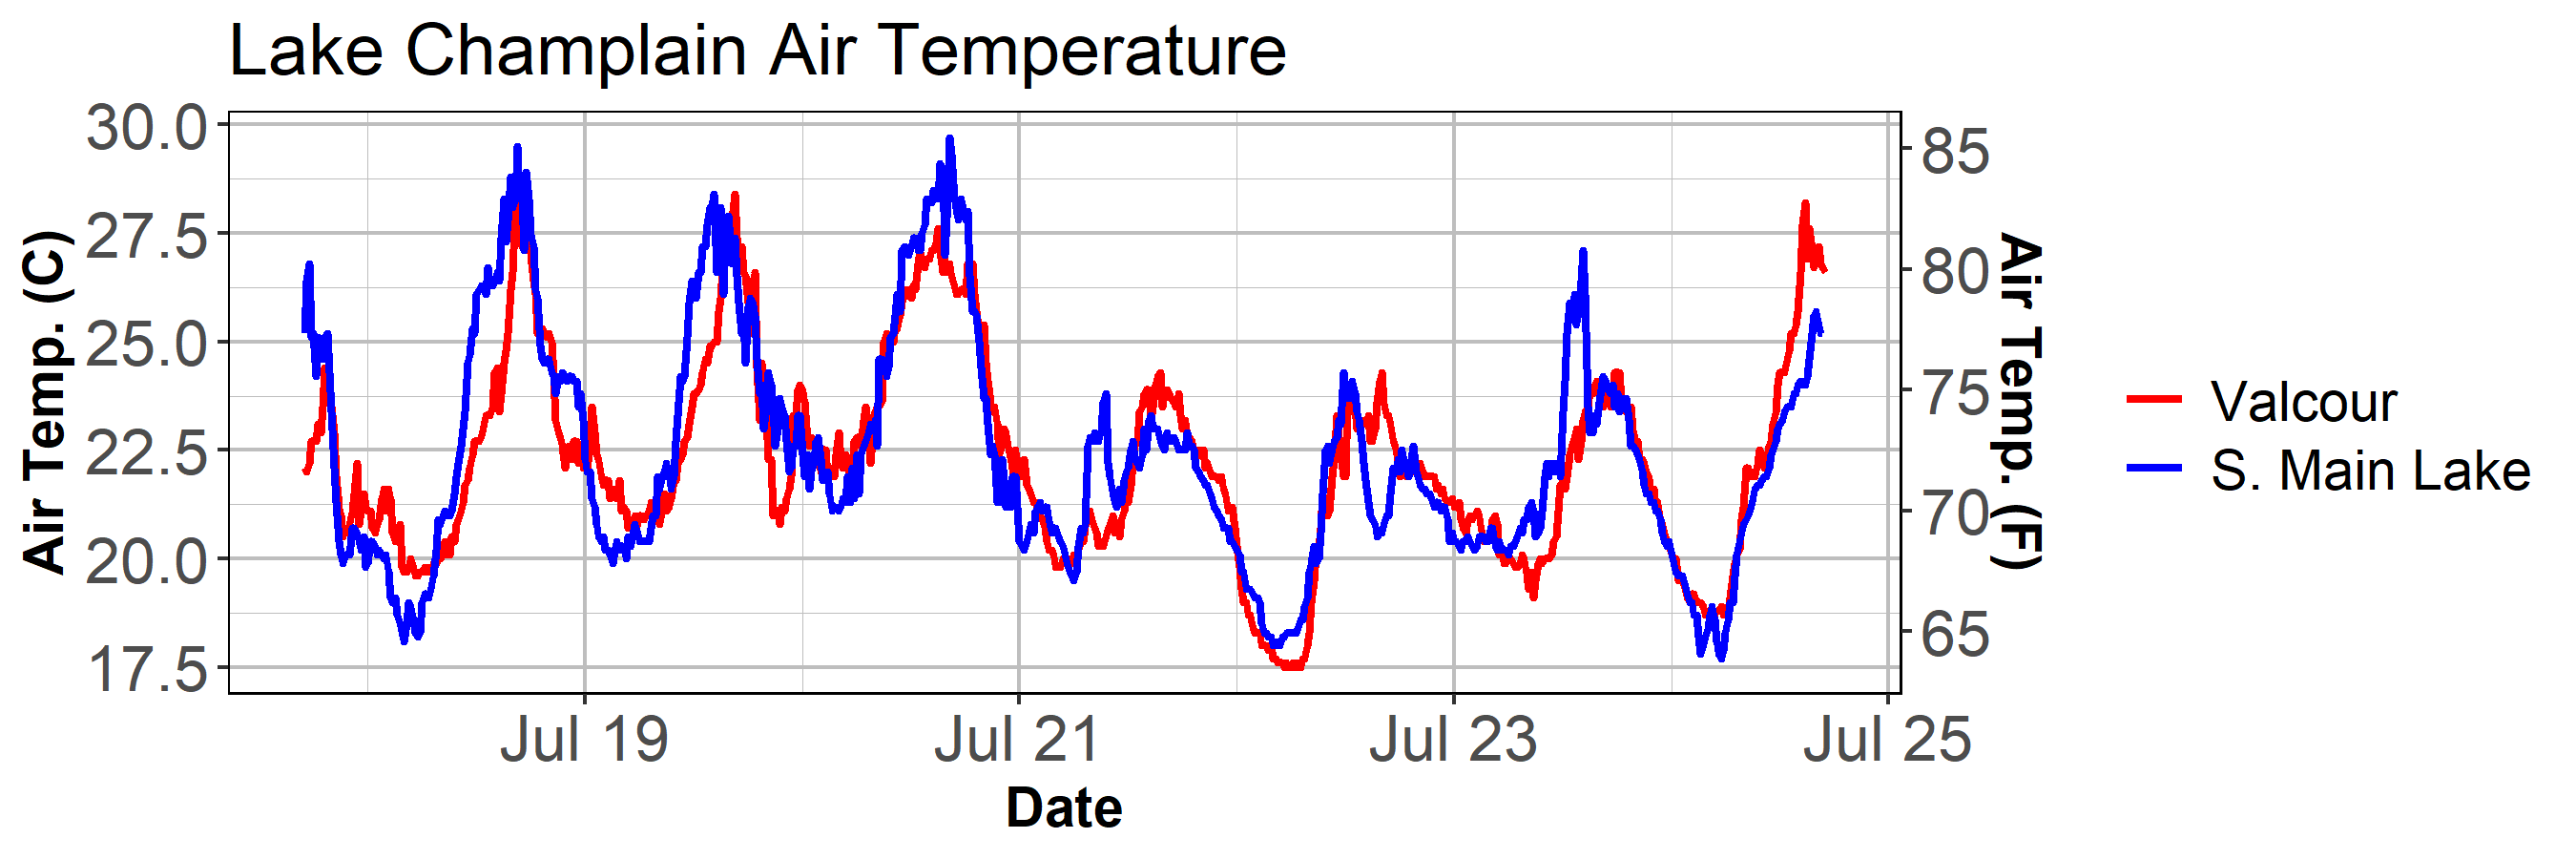 Lake Champlain Air Temperature
Air Temp. (C)
30.0
27.5
25.0
22.5
20.0
17.5
85
80
75
70
65
Air Temp. (F)
Jul 19
Jul 21
Jul 23
Jul 25
Date
Valcour
S. Main Lake